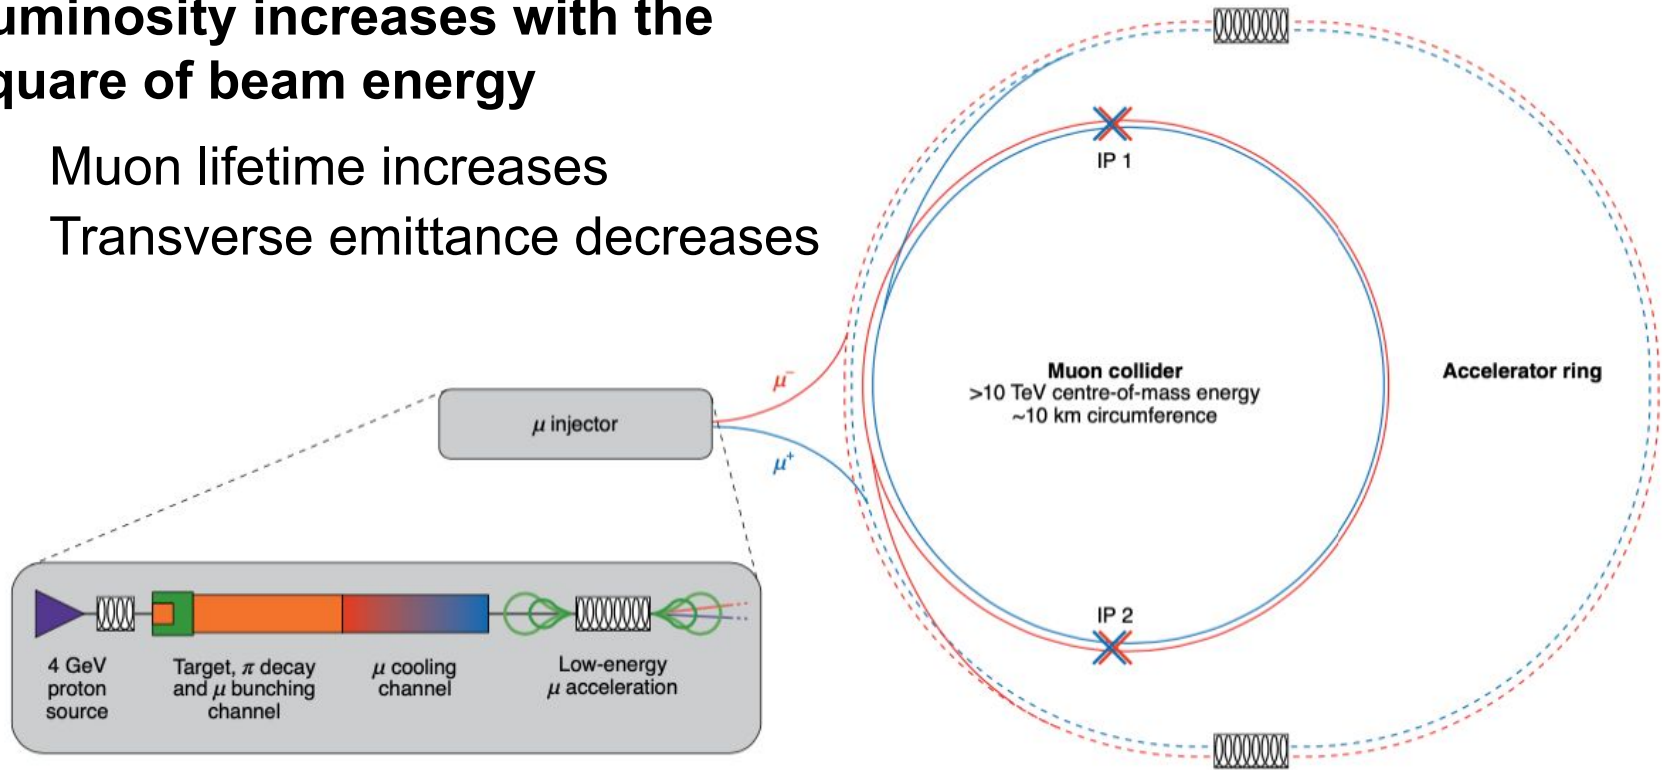 uminosity increases with the
quare of beam energy
Muon lifetime increases
Transverse emittance decreases
IP 1
Muon collider
>10 TeV centre-of-mass energy
~10 km circumference
Accelerator ring
μ⁻
μ injector
μ⁺
IP 2
4 GeV
proton
source
Target, π decay
and μ bunching
channel
μ cooling
channel
Low-energy
μ acceleration